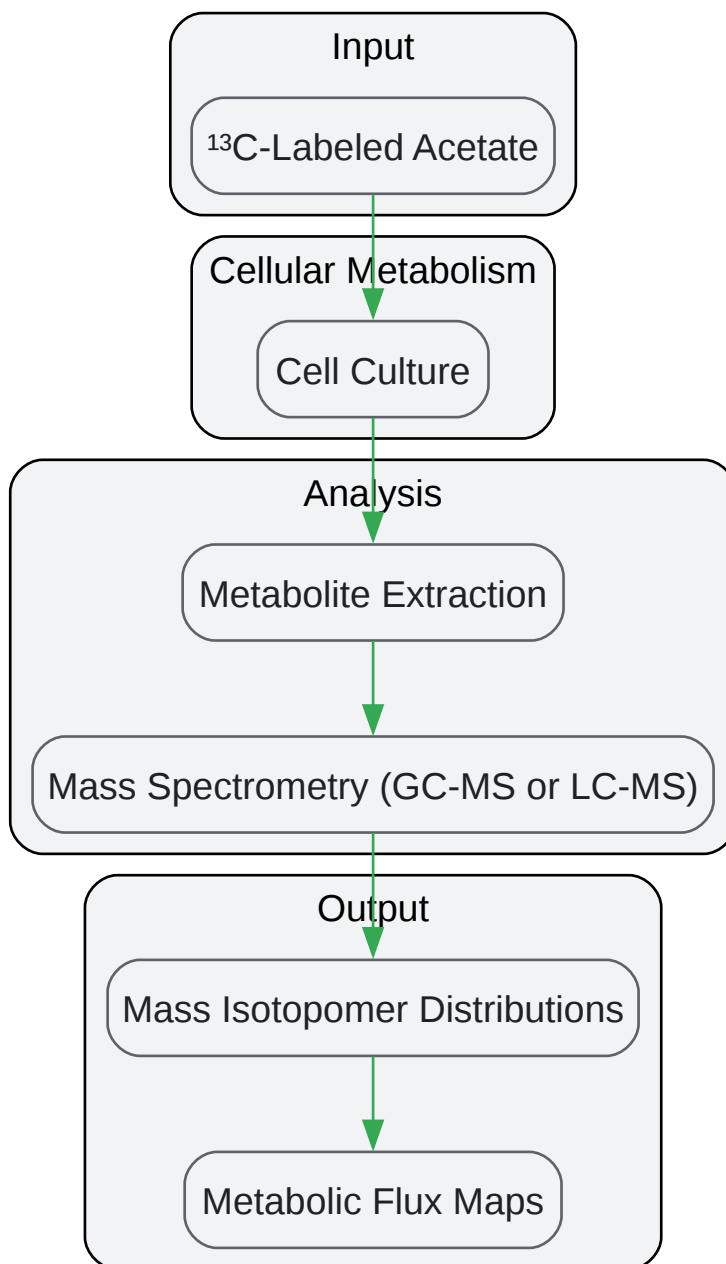 Input
¹³C-Labeled Acetate
Cellular Metabolism
Cell Culture
Analysis
Metabolite Extraction
Mass Spectrometry (GC-MS or LC-MS)
Output
Mass Isotopomer Distributions
Metabolic Flux Maps